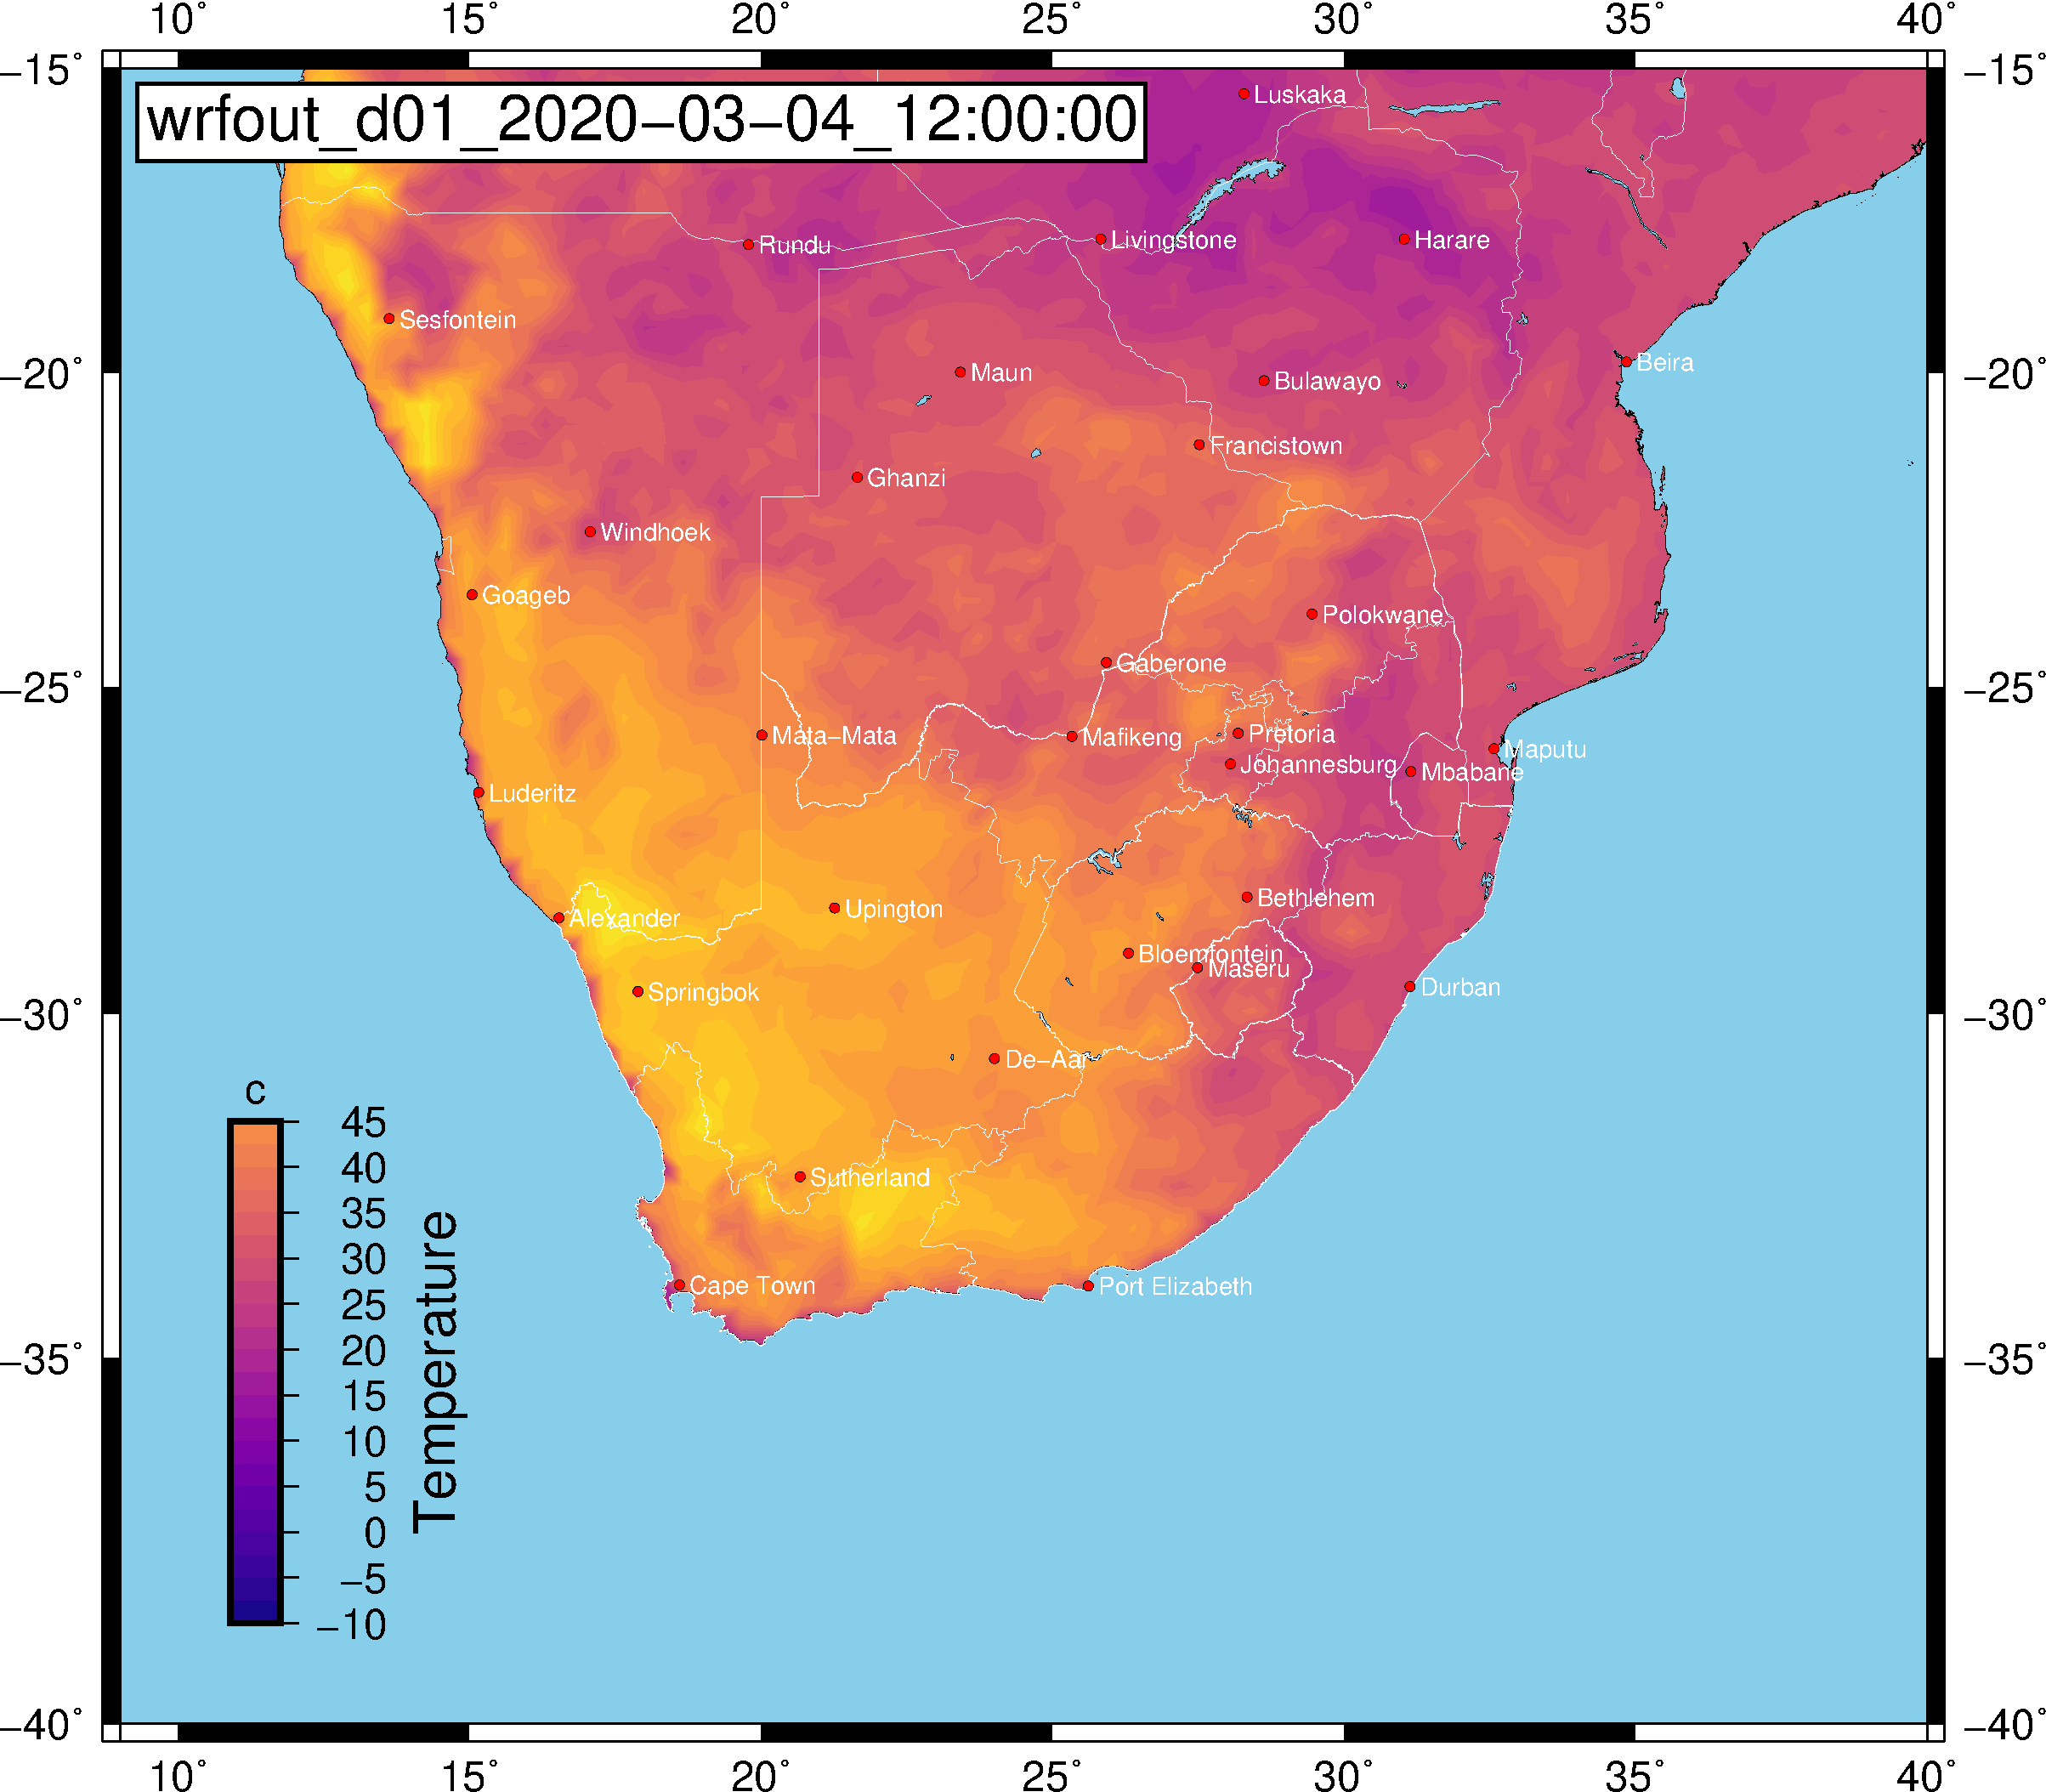 10° 15° 20° 25° 30° 35° 40°
−15° −15°
wrfout_d01_2020−03−04_12:00:00
Luskaka
Rundu
Livingstone
Harare
Sesfontein
Beira
−20° −20°
Maun
Bulawayo
Francistown
Ghanzi
Windhoek
Goageb
Polokwane
Gaberone
−25° −25°
Mata−Mata
Mafikeng
Pretoria
Maputu
Johannesburg
Mbabane
Luderitz
Bethlehem
Upington
Alexander
Bloemfontein
Maseru
Durban
Springbok
−30° −30°
De−Aar
Sutherland
Cape Town
Port Elizabeth
−35° −35°
c
45
40
35
30
25
20
15
10
5
0
−5
−10
Temperature
−40° −40°
10° 15° 20° 25° 30° 35° 40°